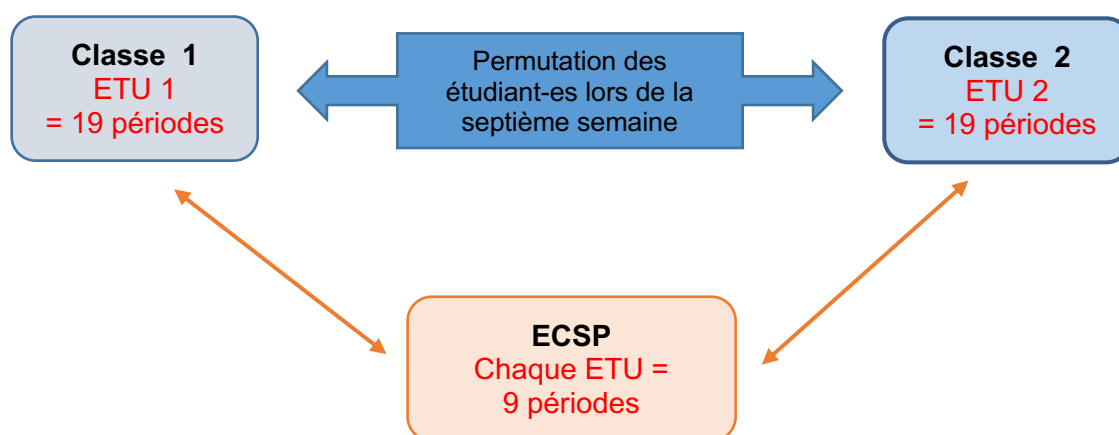 Classe 1
ETU 1
= 19 périodes
Permutation des
étudiant-es lors de la
septième semaine
Classe 2
ETU 2
= 19 périodes
ECSP
Chaque ETU =
9 périodes